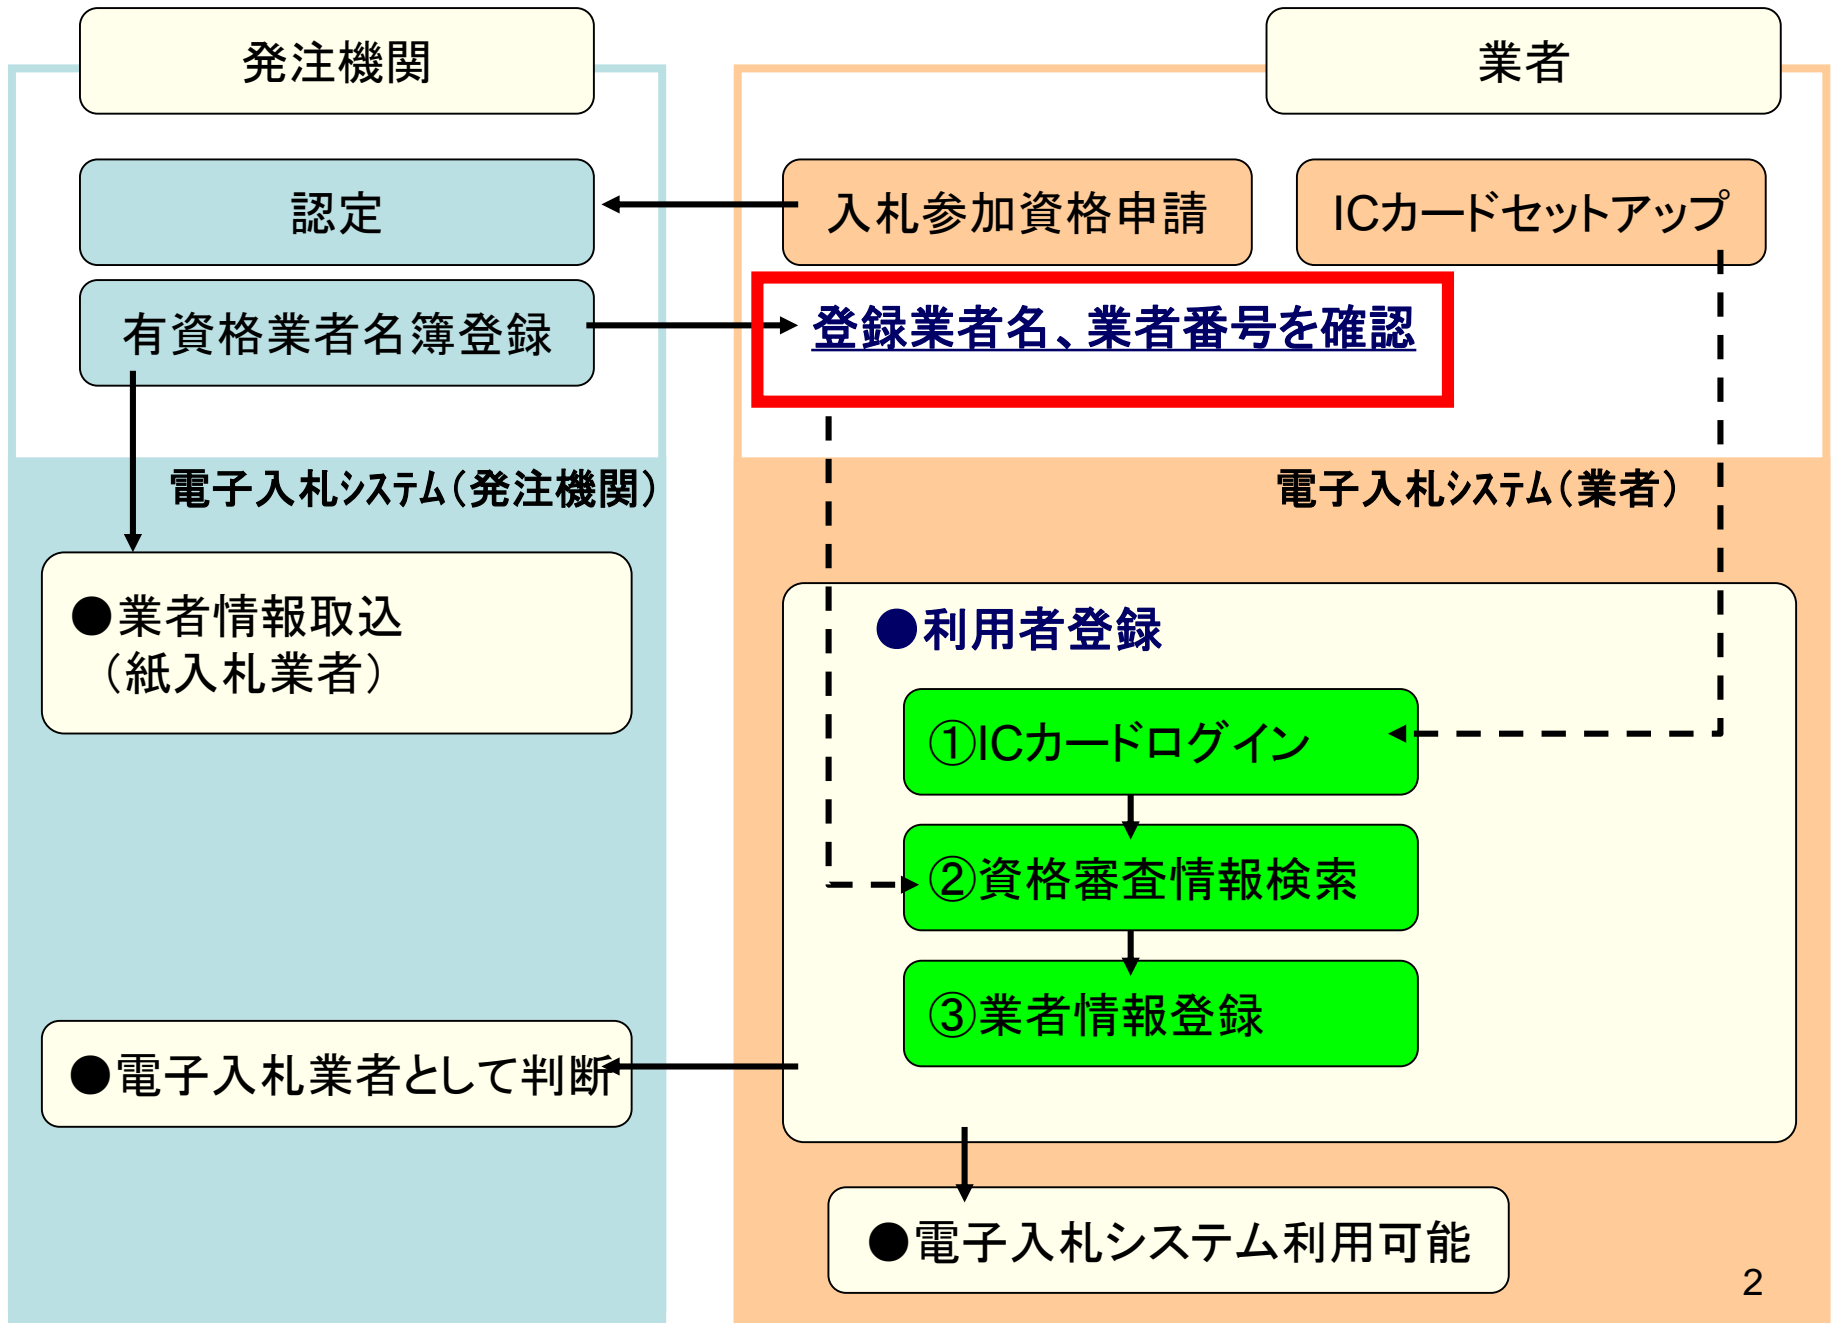 発注機関
業者
認定
入札参加資格申請
ICカードセットアップ
有資格業者名簿登録
登録業者名、業者番号を確認
電子入札システム（発注機関）
電子入札システム（業者）
●業者情報取込
（紙入札業者）
●利用者登録
①ICカードログイン
②資格審査情報検索
③業者情報登録
●電子入札業者として判断
●電子入札システム利用可能
2